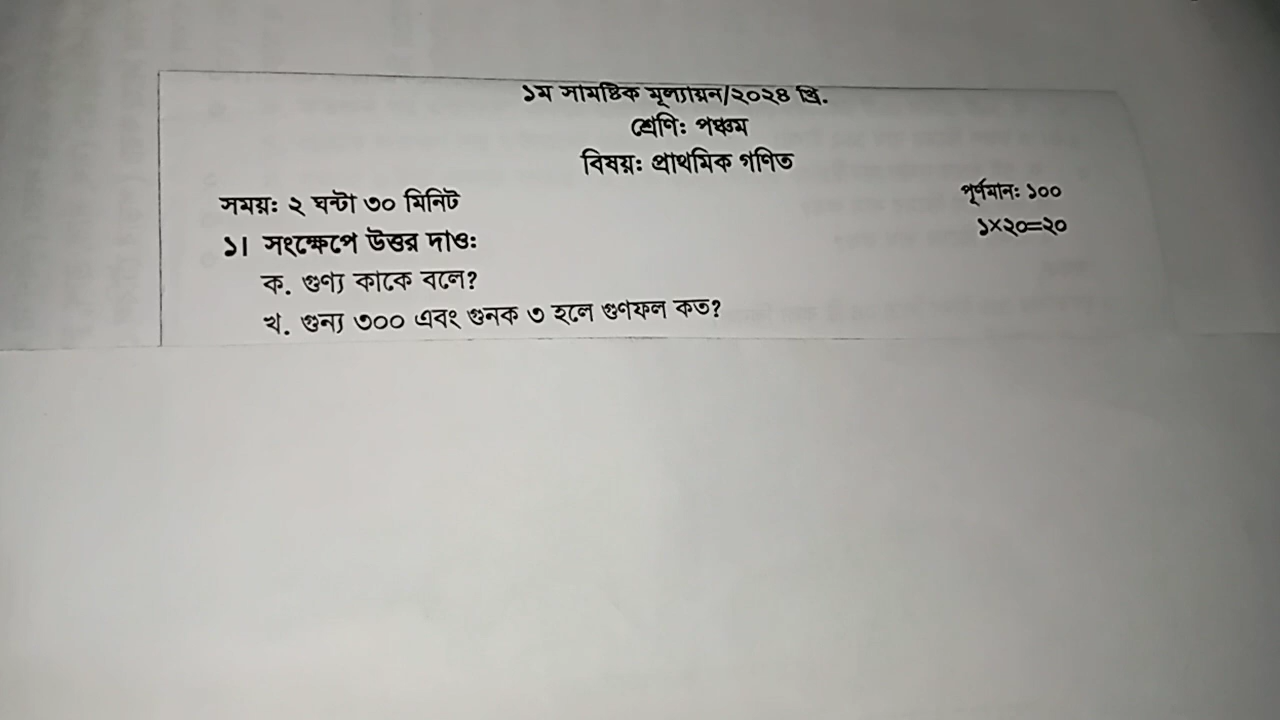 ১ম সামষ্টিক মূল্যায়ন/২০২৪ খ্রি.
শ্রেণি: পঞ্চম
বিষয়: প্রাথমিক গণিত
সময়: ২ ঘন্টা ৩০ মিনিট
পূর্ণমান: ১০০
১। সংক্ষেপে উত্তর দাও:
১×২০=২০
ক. গুণ্য কাকে বলে?
খ. গুন্য ৩০০ এবং গুনক ৩ হলে গুণফল কত?